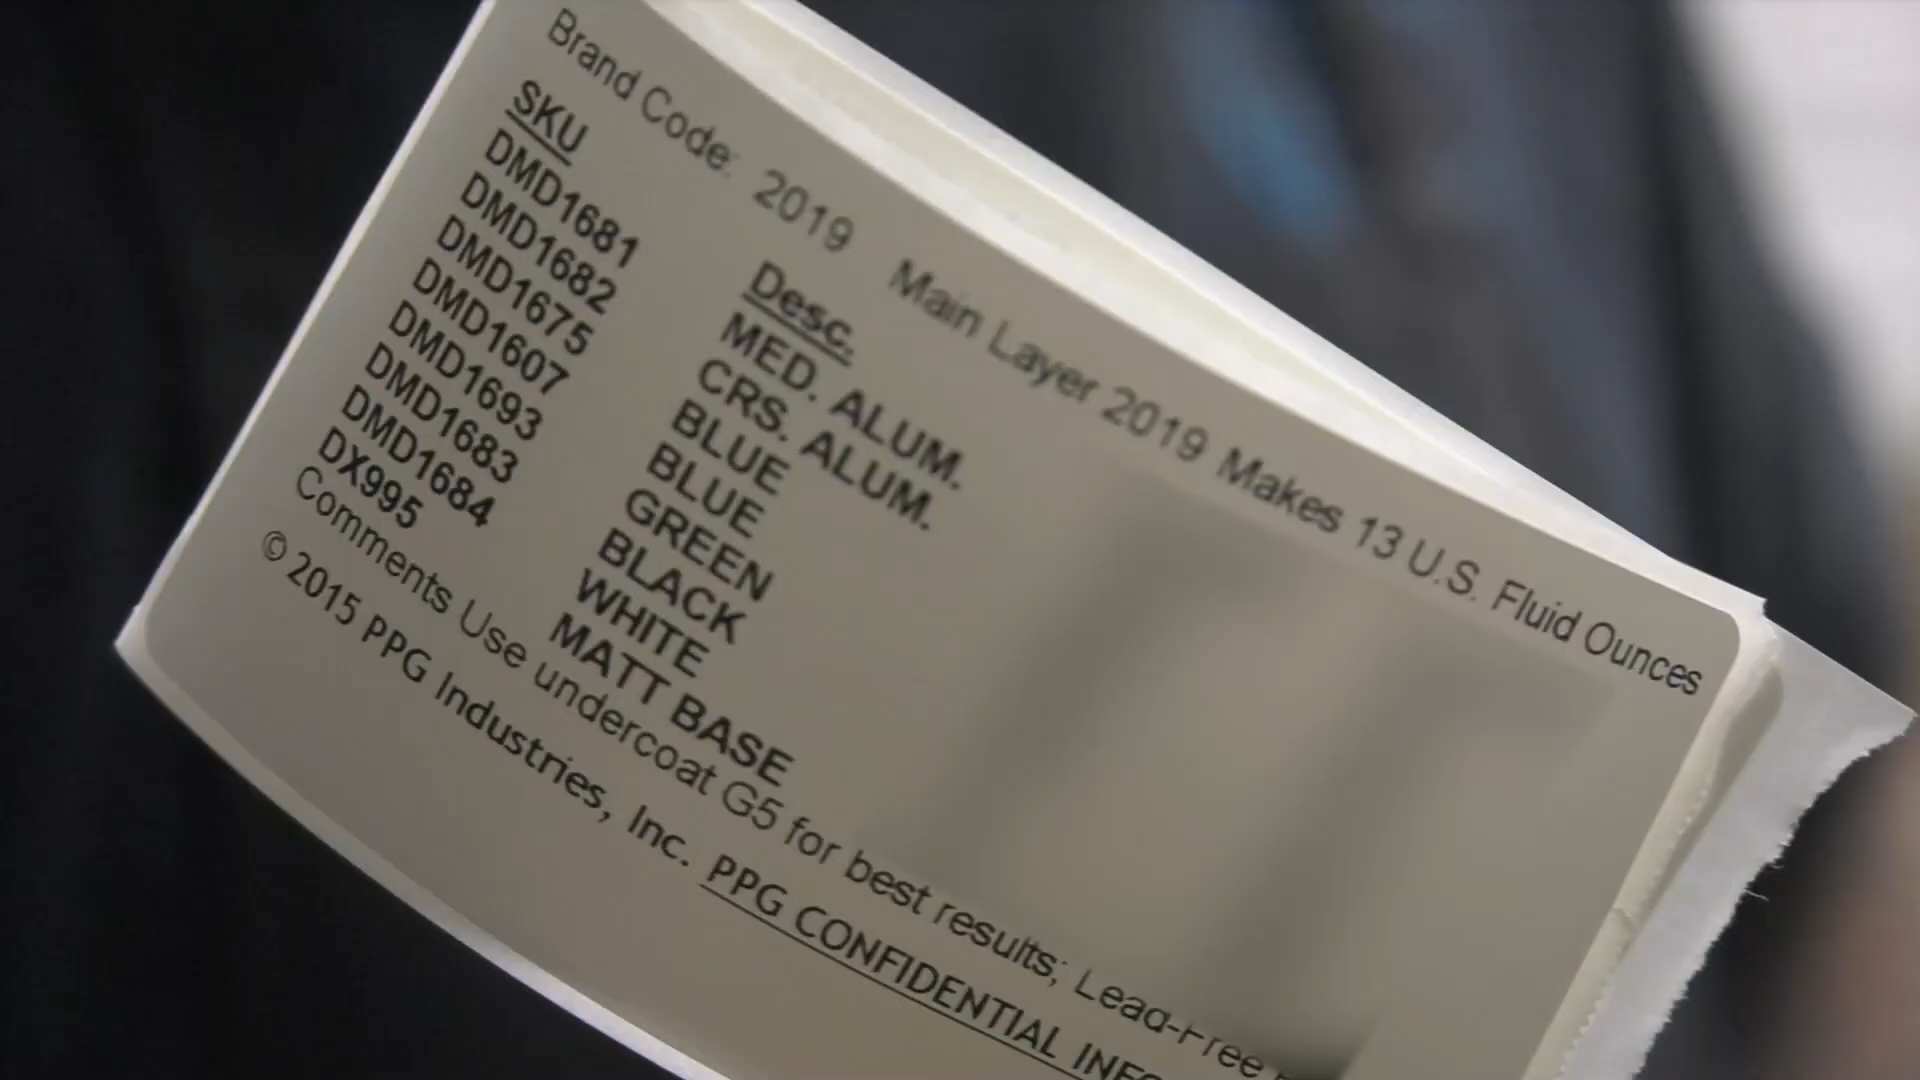 Brand Code: 2019 Main Layer 2019 Makes 13 U.S. Fluid Ounces
SKU Desc.
DMD1681 MED. ALUM.
DMD1682 CRS. ALUM.
DMD1675 BLUE
DMD1607 BLUE
DMD1693 GREEN
DMD1683 BLACK
DMD1684 WHITE
DX995 MATT BASE
Comments Use undercoat G5 for best results; Lead-Free
© 2015 PPG Industries, Inc. PPG CONFIDENTIAL